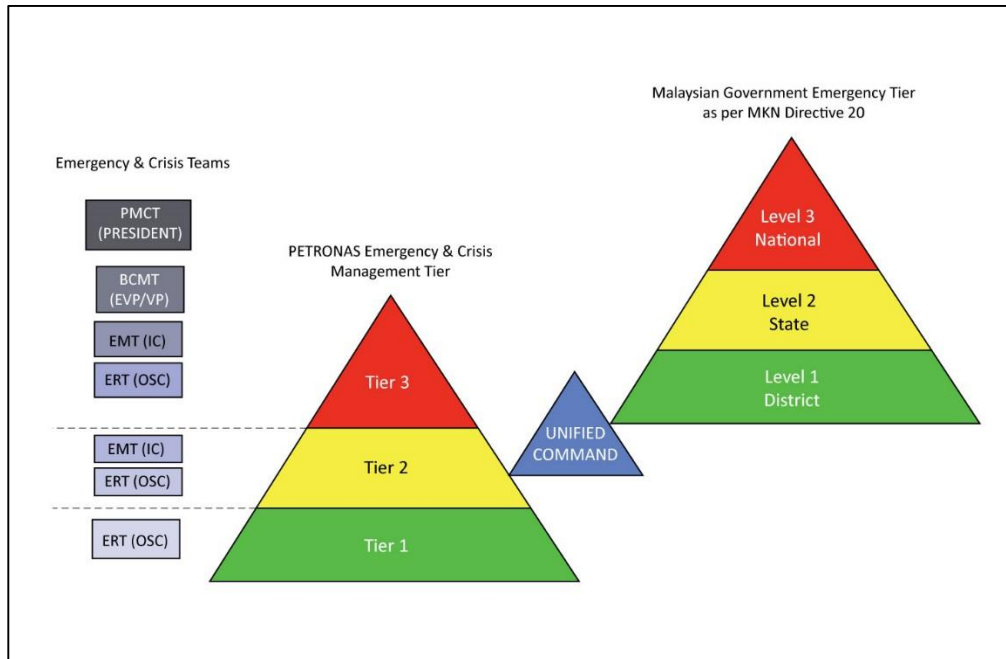 Emergency & Crisis Teams
PMCT
(PRESIDENT)
BCMT
(EVP/VP)
EMT (IC)
ERT (OSC)
EMT (IC)
ERT (OSC)
ERT (OSC)
PETRONAS Emergency & Crisis
Management Tier
Tier 3
Tier 2
Tier 1
UNIFIED
COMMAND
Malaysian Government Emergency Tier
as per MKN Directive 20
Level 3
National
Level 2
State
Level 1
District